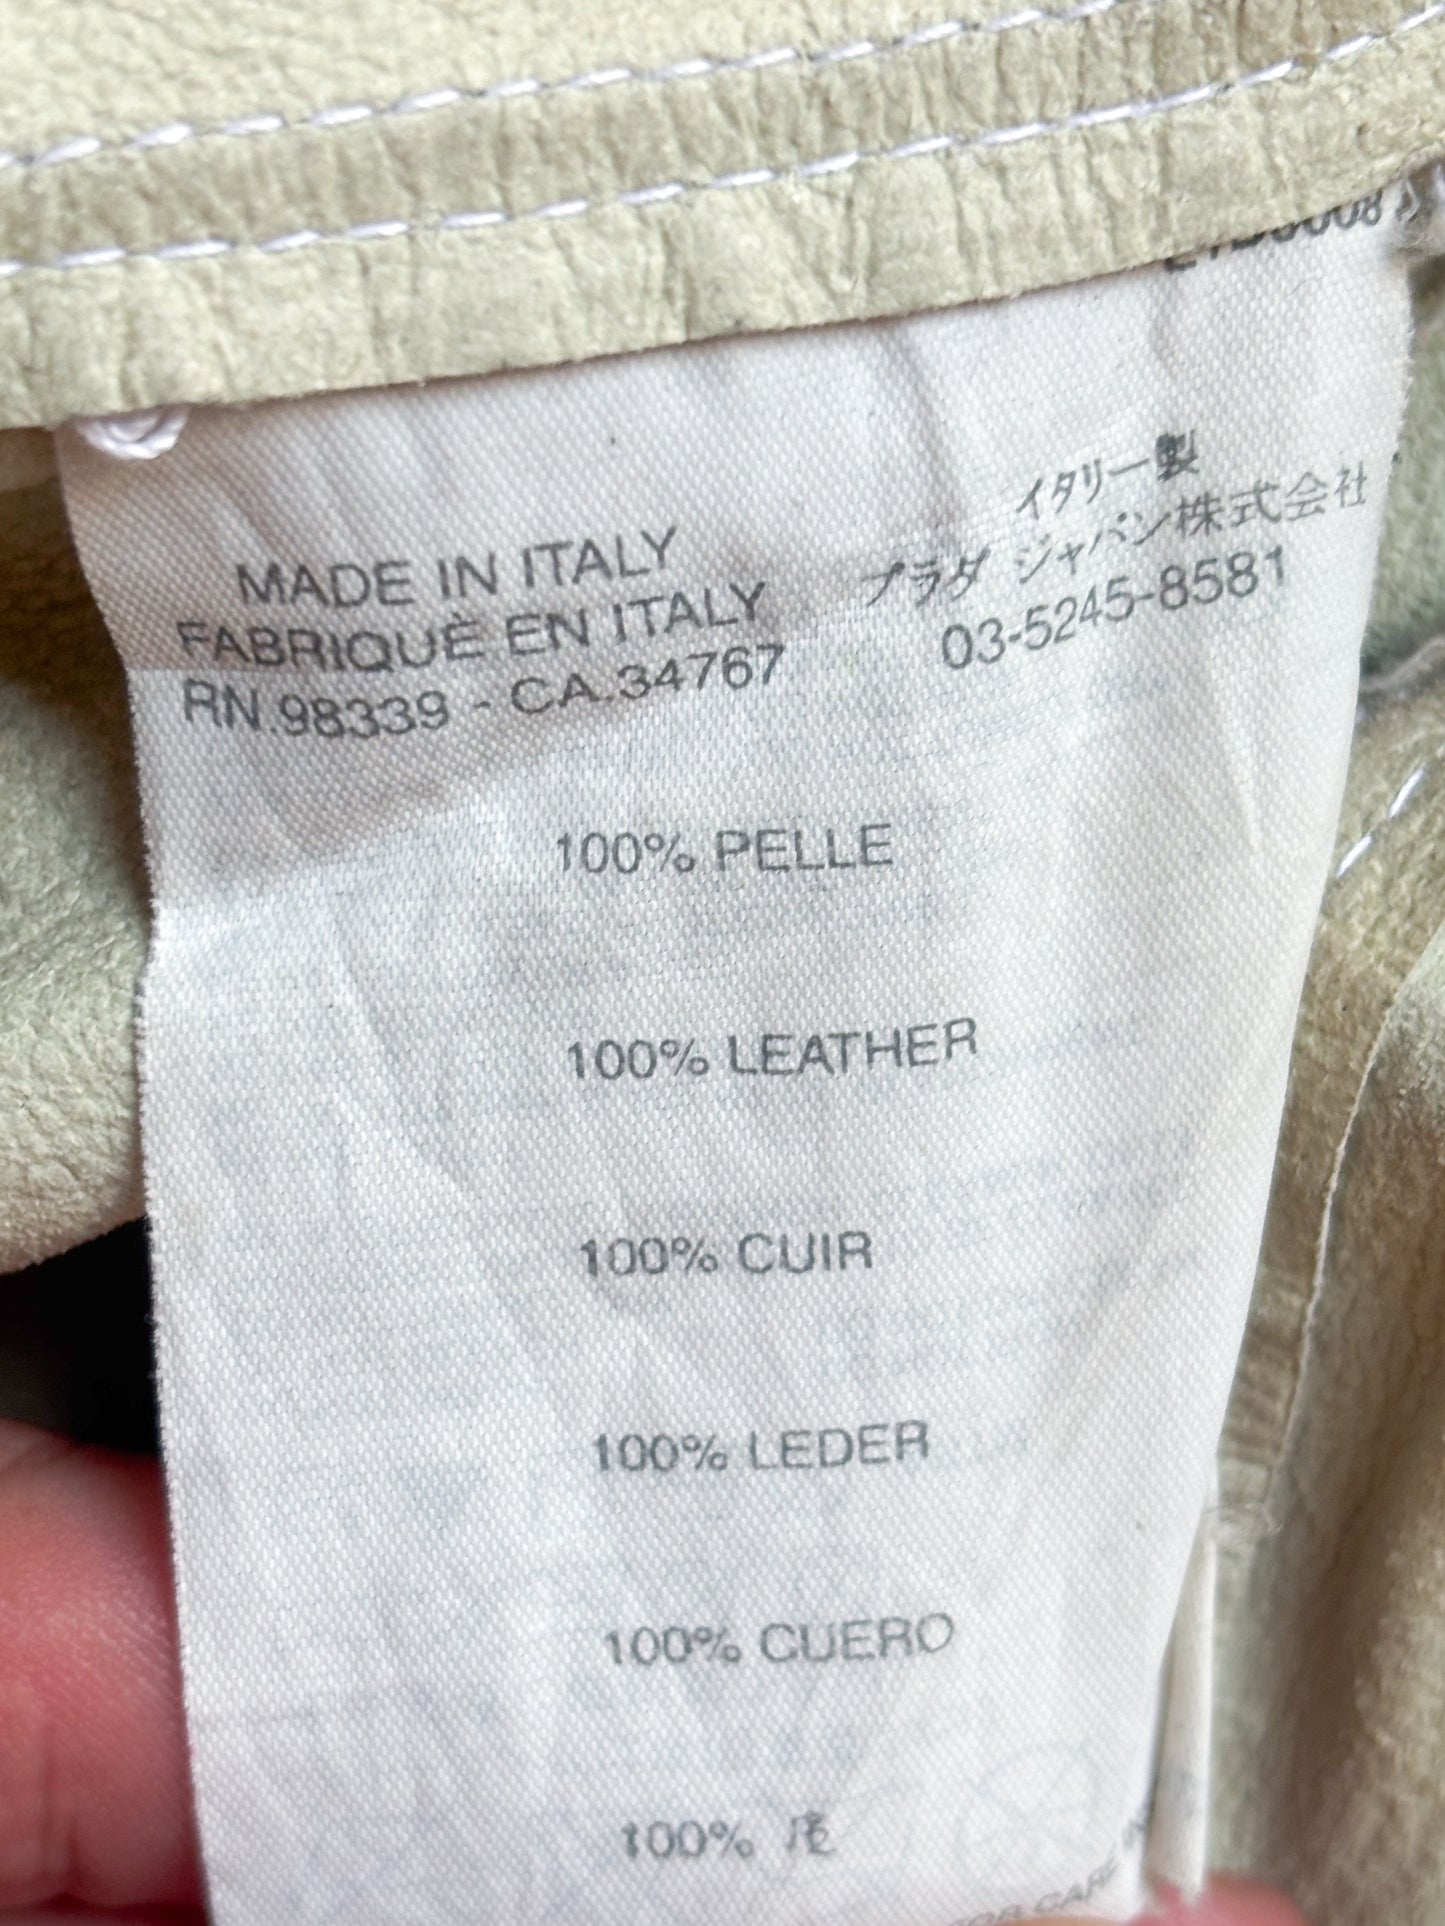 MADE IN ITALY
FABRIQUÈ EN ITALY
RN.98339 - CA.34767
イタリー製
プラダ ジャパン株式会社
03-5245-8581
100% PELLE
100% LEATHER
100% CUIR
100% LEDER
100% CUERO
100%
FOR CARE